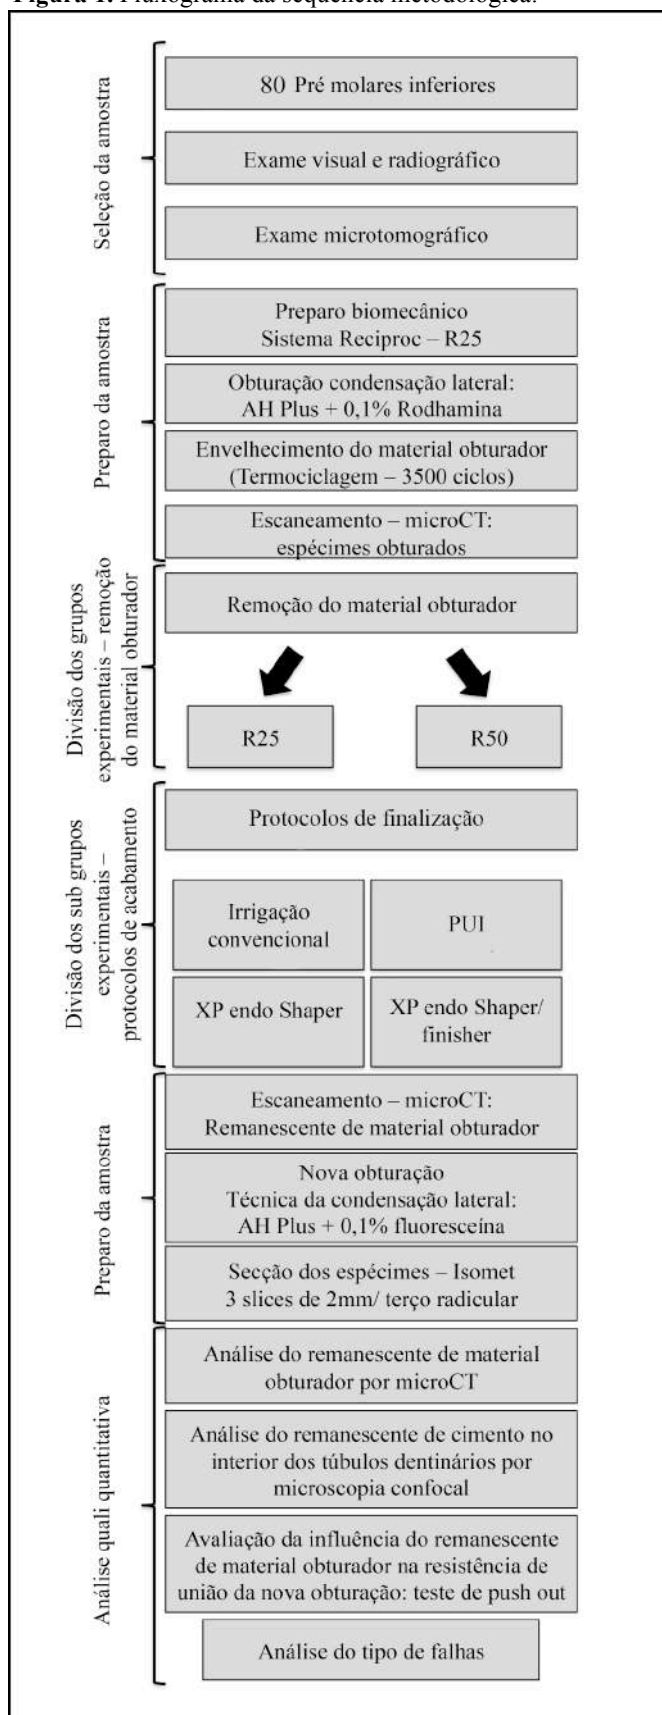 Figura 1. Fluxograma da sequência metodológica.
Seleção da amostra
80 Pré molares inferiores
Exame visual e radiográfico
Exame microtomográfico
Preparo da amostra
Preparo biomecânico
Sistema Reciproc – R25
Obturação condensação lateral:
AH Plus + 0,1% Rodhamina
Envelhecimento do material obturador
(Termociclagem – 3500 ciclos)
Escaneamento – microCT:
espécimes obturados
Divisão dos grupos
experimentais – remoção
do material obturador
Remoção do material obturador
R25
R50
Divisão dos sub grupos
experimentais –
protocolos de acabamento
Protocolos de finalização
Irrigação
convencional
PUI
XP endo Shaper
XP endo Shaper/
finisher
Preparo da amostra
Escaneamento – microCT:
Remanescente de material obturador
Nova obturação
Técnica da condensação lateral:
AH Plus + 0,1% fluoresceína
Secção dos espécimes – Isomet
3 slices de 2mm/ terço radicular
Análise quali quantitativa
Análise do remanescente de material
obturador por microCT
Análise do remanescente de cimento no
interior dos túbulos dentinários por
microscopia confocal
Avaliação da influência do remanescente
de material obturador na resistência de
união da nova obturação: teste de push out
Análise do tipo de falhas